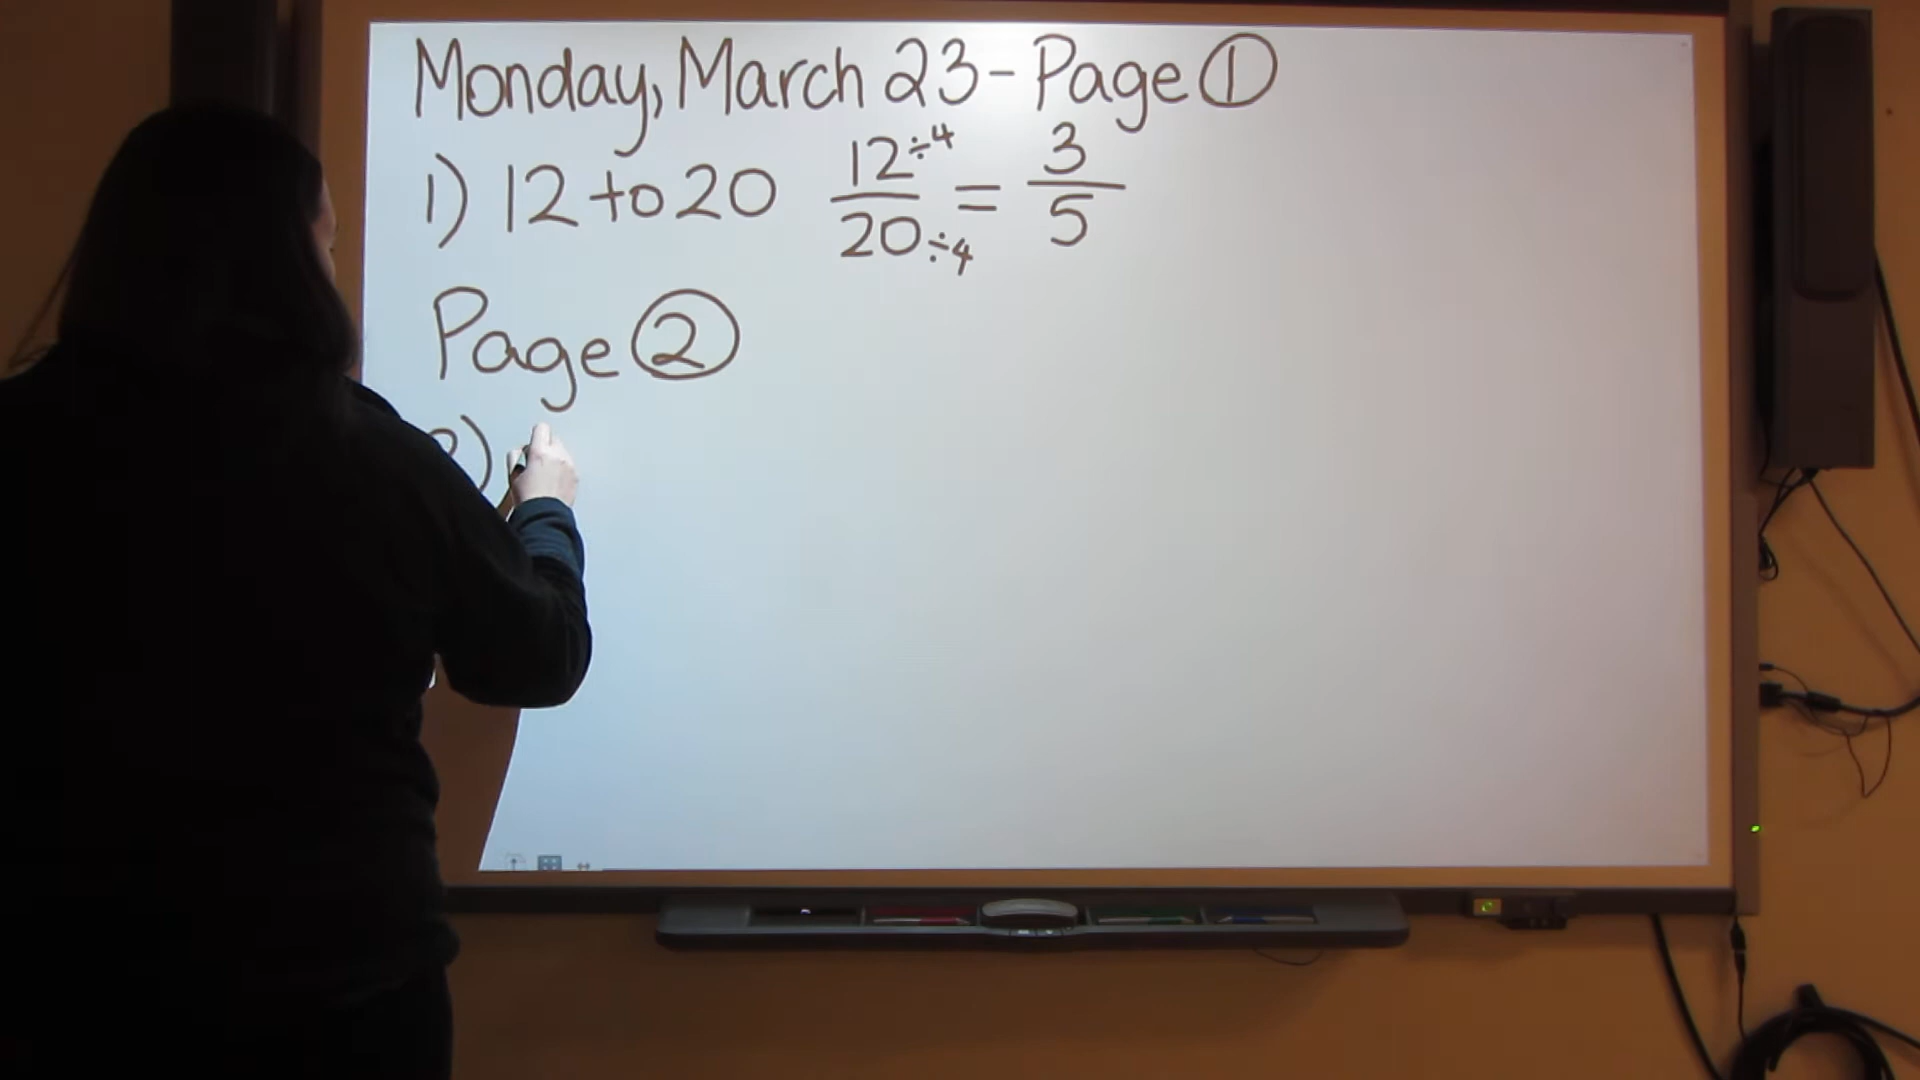 Monday, March 23 - Page ①
1) 12 to 20 12÷4/20÷4 = 3/5
Page ②